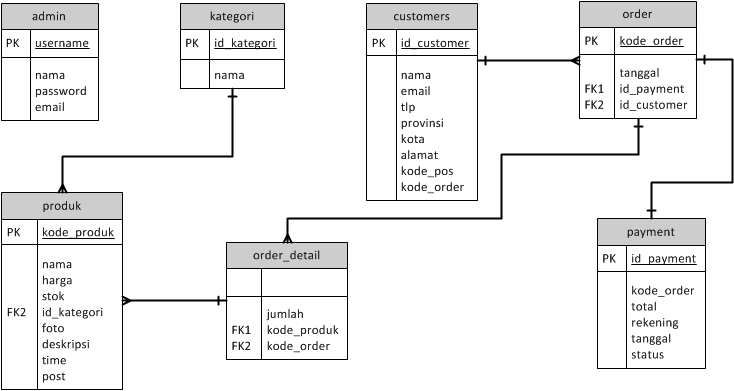 admin
PK username
nama
password
email
kategori
PK id_kategori
nama
customers
PK id_customer
nama
email
tlp
provinsi
kota
alamat
kode_pos
kode_order
order
PK kode_order
tanggal
FK1 id_payment
FK2 id_customer
produk
PK kode_produk
nama
harga
stok
FK2 id_kategori
foto
deskripsi
time
post
order_detail
jumlah
FK1 kode_produk
FK2 kode_order
payment
PK id_payment
kode_order
total
rekening
tanggal
status